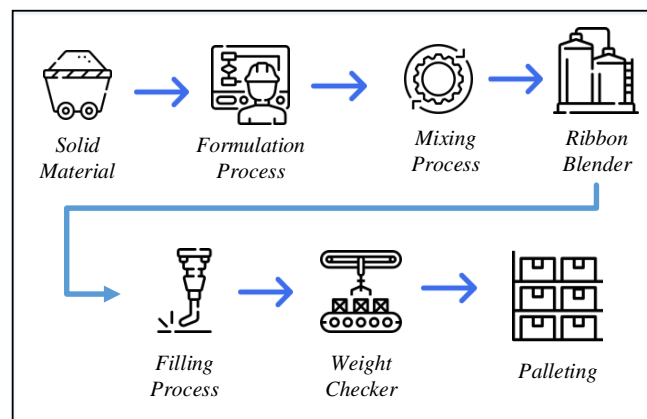 Solid
Material
Formulation
Process
Mixing
Process
Ribbon
Blender
Filling
Process
Weight
Checker
Palleting